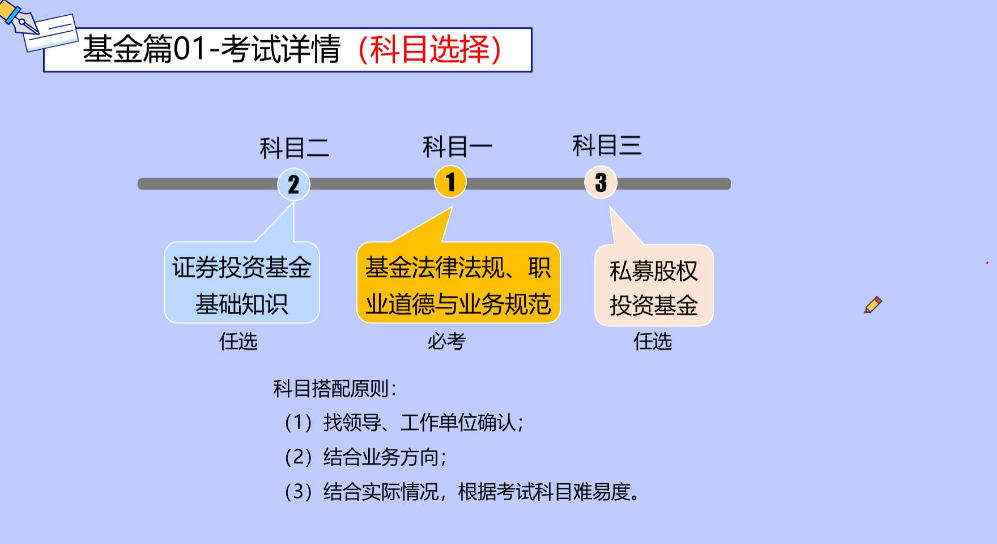 基金篇01-考试详情（科目选择）
科目二
科目一
科目三
2
1
3
证券投资基金
基础知识
基金法律法规、职
业道德与业务规范
私募股权
投资基金
任选
必考
任选
科目搭配原则：
（1）找领导、工作单位确认；
（2）结合业务方向；
（3）结合实际情况，根据考试科目难易度。